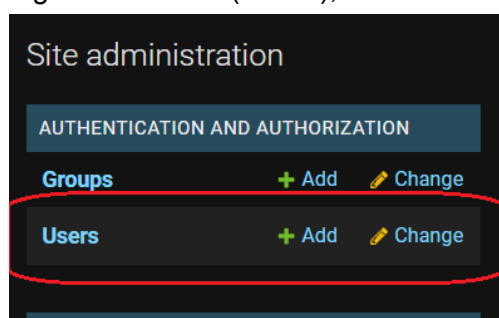 Site administration
AUTHENTICATION AND AUTHORIZATION
Groups + Add Change
Users + Add Change